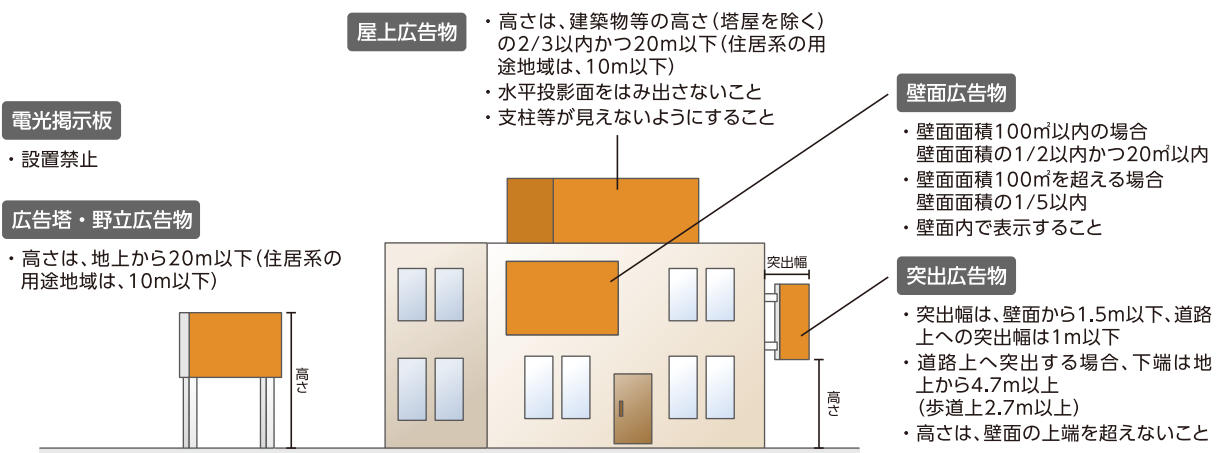 屋上広告物
・高さは、建築物等の高さ(塔屋を除く)
の2/3以内かつ20m以下(住居系の用
途地域は、10m以下)
・水平投影面をはみ出さないこと
・支柱等が見えないようにすること
電光掲示板
・設置禁止
広告塔・野立広告物
・高さは、地上から20m以下(住居系の
用途地域は、10m以下)
高さ
壁面広告物
・壁面面積100㎡以内の場合
壁面面積の1/2以内かつ20㎡以内
・壁面面積100㎡を超える場合
壁面面積の1/5以内
・壁面内で表示すること
突出幅
突出広告物
・突出幅は、壁面から1.5m以下、道路
上への突出幅は1m以下
・道路上へ突出する場合、下端は地
上から4.7m以上
(歩道上2.7m以上)
・高さは、壁面の上端を超えないこと
高さ